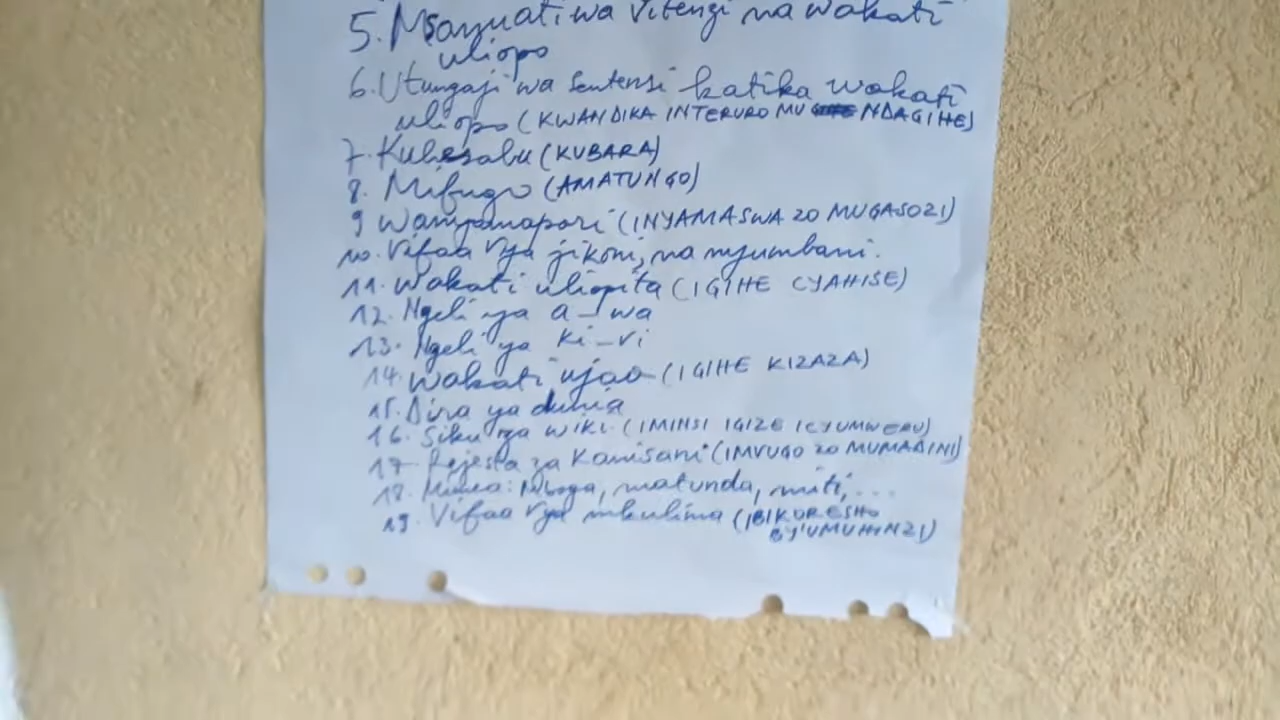 5. Msamiati wa vitenzi na wakati
uliopo
6. Utungaji wa sentensi katika wakati
uliopo (KWANDIKA INTERURO MU NDAGIHE)
7. Kuhesabu (KUBARA)
8. Mifugo (AMATUNGO)
9 Wanyamapori (INYAMASWA ZO MUGASOZI)
10. Vifaa vya jikoni, na nyumbani.
11. Wakati uliopita (IGIHE CYAHISE)
12. Ngeli ya a-wa
13. Ngeli ya ki-vi
14. Wakati ujao (IGIHE KIZAZA)
15. Dira ya dunia
16. Siku za wiki (IMINSI IGIZE ICYUMWERU)
17. Rejesta za Kanisani (IMVUGO ZO MUMADINI)
18. Mimea: Mboga, matunda, miti, ...
19. Vifaa vya mkulima (IBIKORESHO
BY'UMUHINZI)